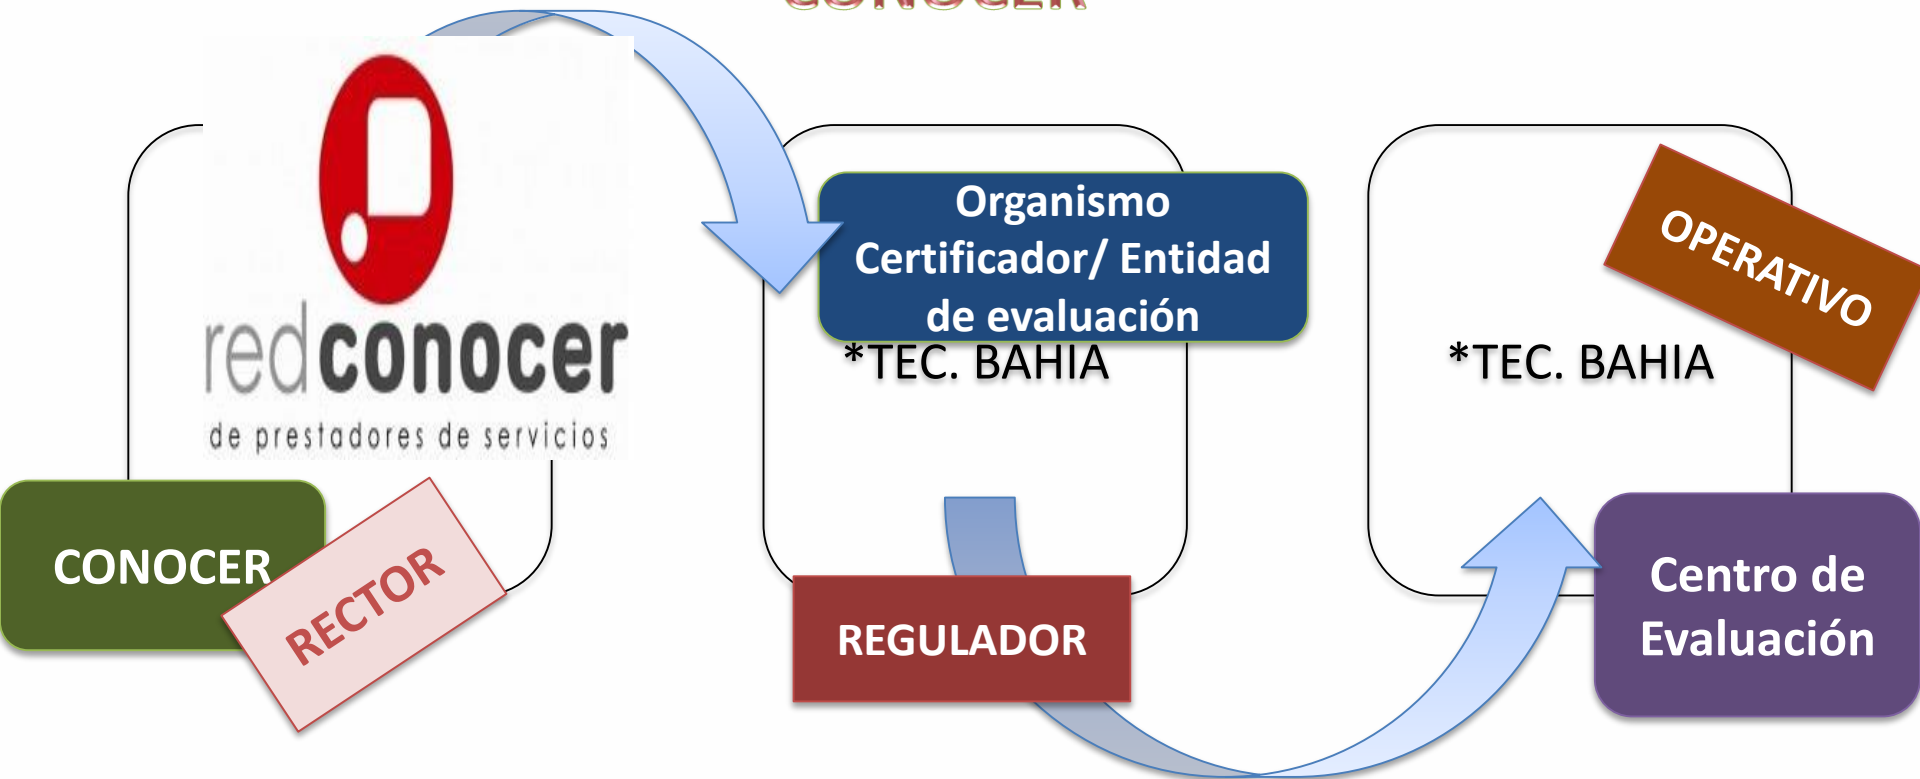 CONOCER
redconocer
de prestadores de servicios
CONOCER
RECTOR
Organismo
Certificador/ Entidad
de evaluación
*TEC. BAHIA
REGULADOR
OPERATIVO
*TEC. BAHIA
Centro de
Evaluación